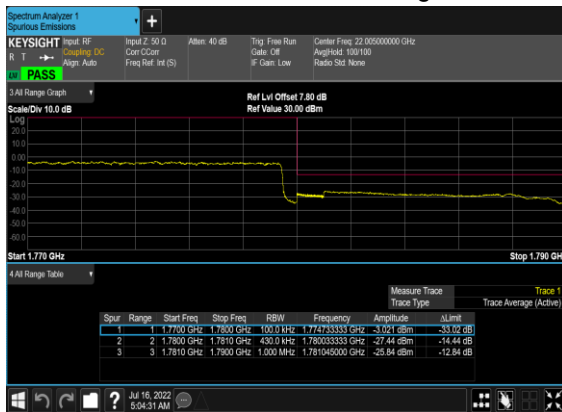 Spectrum Analyzer 1
Spurious Emissions
KEYSIGHT Input: RF Input Z: 50 Ω Atten: 40 dB Trig: Free Run Center Freq: 22.005000000 GHz
R T Coupling: DC Corr CCorr Gate: Off Avg|Hold: 100/100
Align: Auto Freq Ref: Int (S) IF Gain: Low Radio Std: None
PASS
3 All Range Graph
Ref Lvl Offset 7.80 dB
Scale/Div 10.0 dB Ref Value 30.00 dBm
Log
20.0
10.0
0.00
-10.0
-20.0
-30.0
-40.0
-50.0
-60.0
Start 1.770 GHz Stop 1.790 GH
4 All Range Table
Measure Trace Trace 1
Trace Type Trace Average (Active)
Spur Range Start Freq Stop Freq RBW Frequency Amplitude ΔLimit
1 1 1.7700 GHz 1.7800 GHz 100.0 kHz 1.774733333 GHz -3.021 dBm -33.02 dB
2 2 1.7800 GHz 1.7810 GHz 430.0 kHz 1.780033333 GHz -27.44 dBm -14.44 dB
3 3 1.7810 GHz 1.7900 GHz 1.000 MHz 1.781045000 GHz -25.84 dBm -12.84 dB
Jul 16, 2022
5:04:31 AM